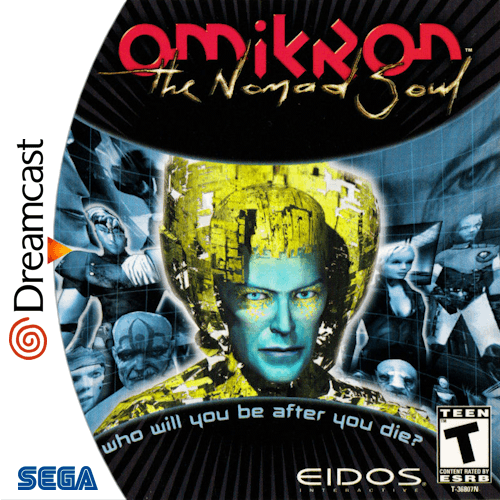 omikron™
The Nomad Soul
Dreamcast
who will you be after you die?
SEGA
EIDOS
INTERACTIVE
TEEN
T
CONTENT RATED BY
ESRB
T-36807N